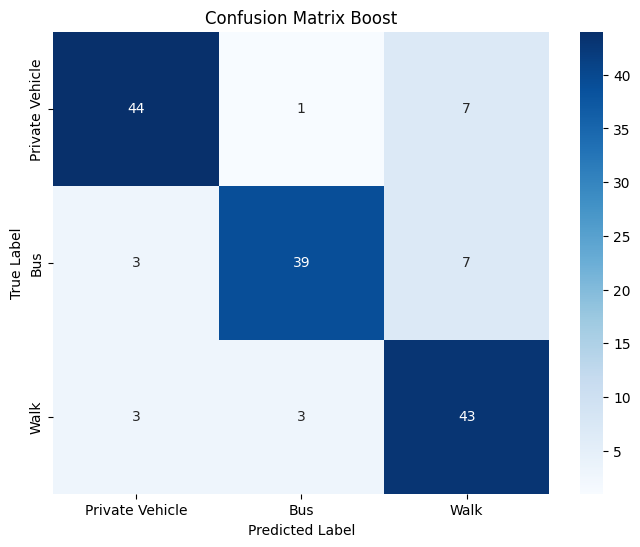 Confusion Matrix Boost
True Label
Private Vehicle
44
1
7
Bus
3
39
7
Walk
3
3
43
Private Vehicle
Bus
Walk
Predicted Label
40
35
30
25
20
15
10
5